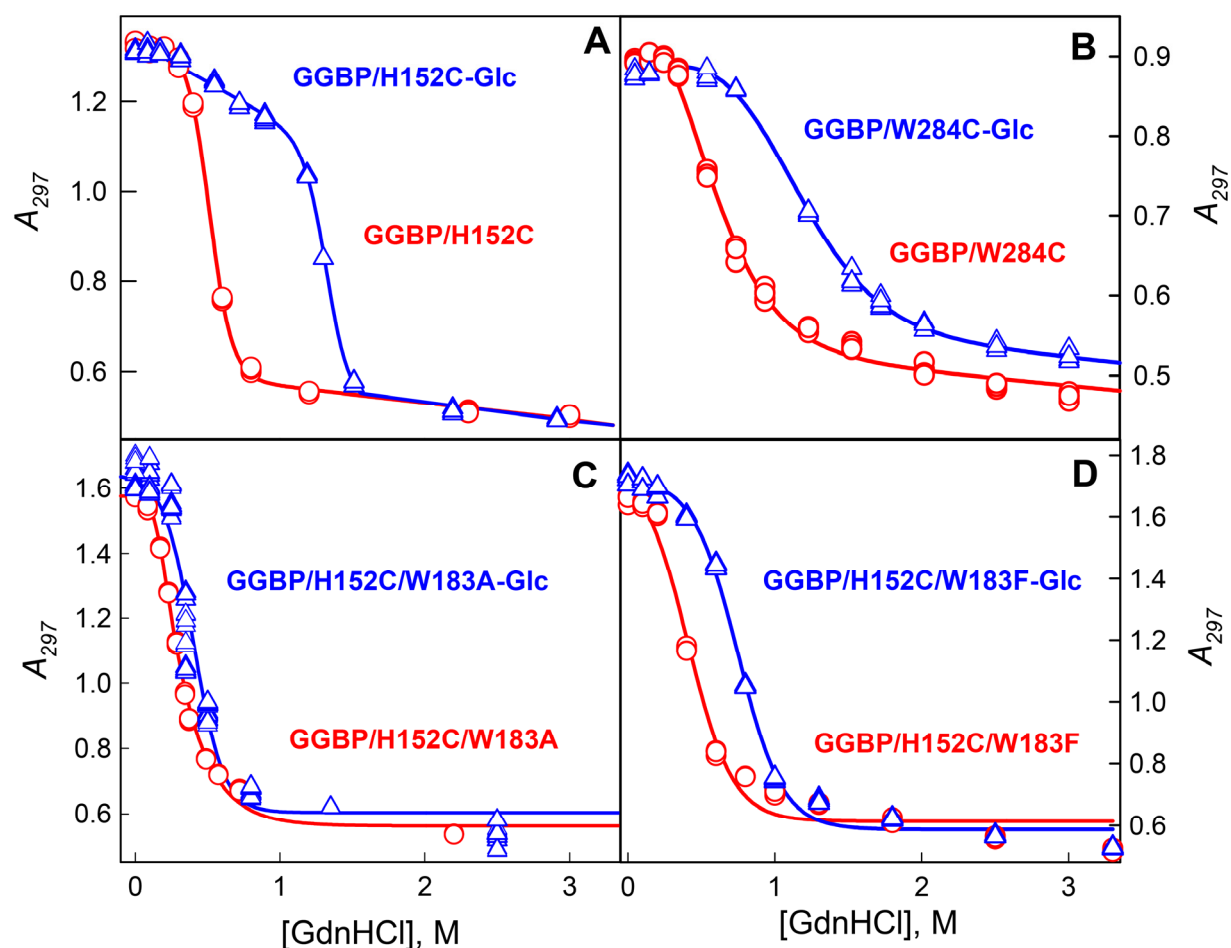 A
GGBP/H152C-Glc
GGBP/H152C
A297
1.2
1.0
0.8
0.6
B
GGBP/W284C-Glc
GGBP/W284C
0.9
0.8
0.7
0.6
0.5
A297
C
GGBP/H152C/W183A-Glc
GGBP/H152C/W183A
A297
1.6
1.4
1.2
1.0
0.8
0.6
0 1 2 3
[GdnHCl], M
D
GGBP/H152C/W183F-Glc
GGBP/H152C/W183F
1.8
1.6
1.4
1.2
1.0
0.8
0.6
A297
0 1 2 3
[GdnHCl], M